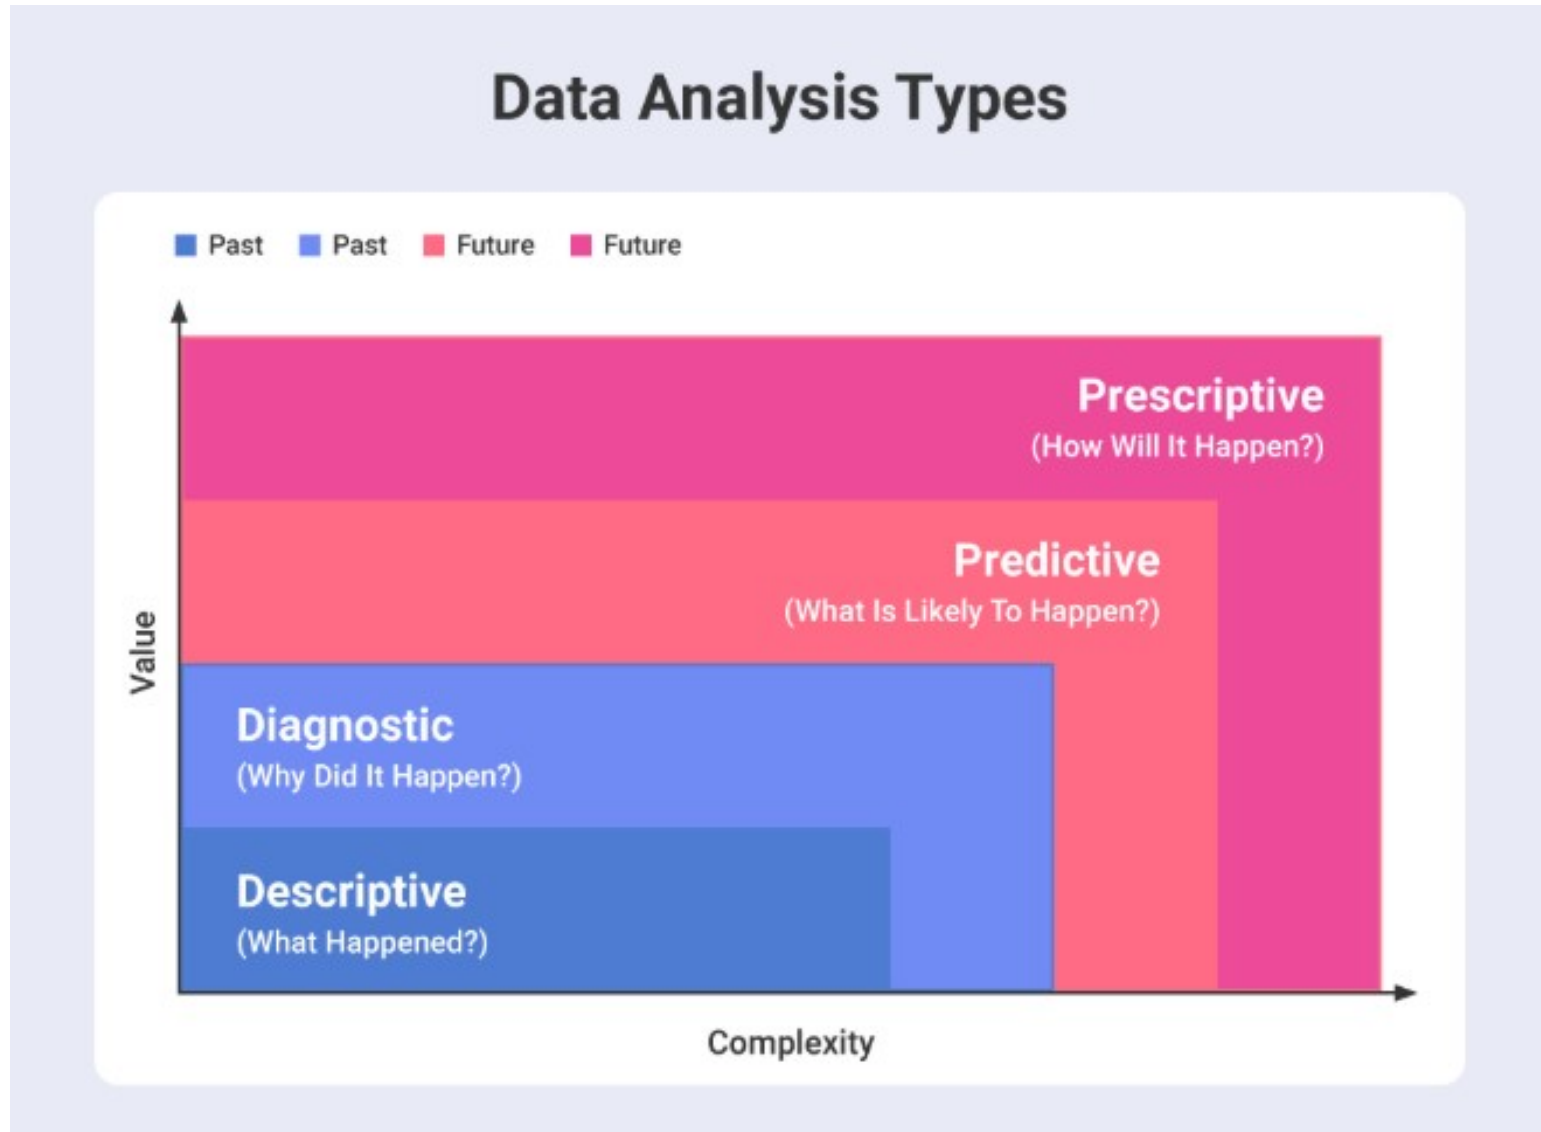 Data Analysis Types
Past Past Future Future
Prescriptive
(How Will It Happen?)
Predictive
(What Is Likely To Happen?)
Value
Diagnostic
(Why Did It Happen?)
Descriptive
(What Happened?)
Complexity